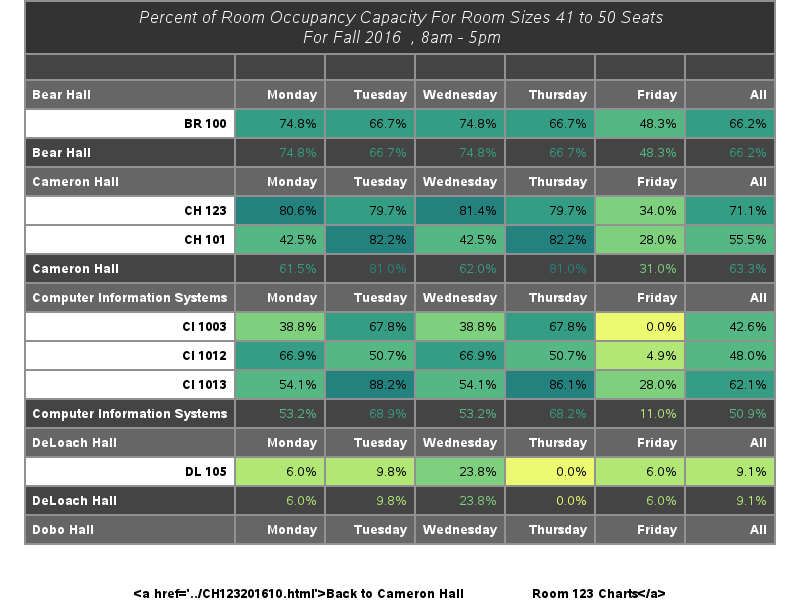 Percent of Room Occupancy Capacity For Room Sizes 41 to 50 Seats
For Fall 2016 , 8am - 5pm
Bear Hall Monday Tuesday Wednesday Thursday Friday All
BR 100 74.8% 66.7% 74.8% 66.7% 48.3% 66.2%
Bear Hall 74.8% 66.7% 74.8% 66.7% 48.3% 66.2%
Cameron Hall Monday Tuesday Wednesday Thursday Friday All
CH 123 80.6% 79.7% 81.4% 79.7% 34.0% 71.1%
CH 101 42.5% 82.2% 42.5% 82.2% 28.0% 55.5%
Cameron Hall 61.5% 81.0% 62.0% 81.0% 31.0% 63.3%
Computer Information Systems Monday Tuesday Wednesday Thursday Friday All
CI 1003 38.8% 67.8% 38.8% 67.8% 0.0% 42.6%
CI 1012 66.9% 50.7% 66.9% 50.7% 4.9% 48.0%
CI 1013 54.1% 88.2% 54.1% 86.1% 28.0% 62.1%
Computer Information Systems 53.2% 68.9% 53.2% 68.2% 11.0% 50.9%
DeLoach Hall Monday Tuesday Wednesday Thursday Friday All
DL 105 6.0% 9.8% 23.8% 0.0% 6.0% 9.1%
DeLoach Hall 6.0% 9.8% 23.8% 0.0% 6.0% 9.1%
Dobo Hall Monday Tuesday Wednesday Thursday Friday All
<a href='../CH123201610.html'>Back to Cameron Hall Room 123 Charts</a>